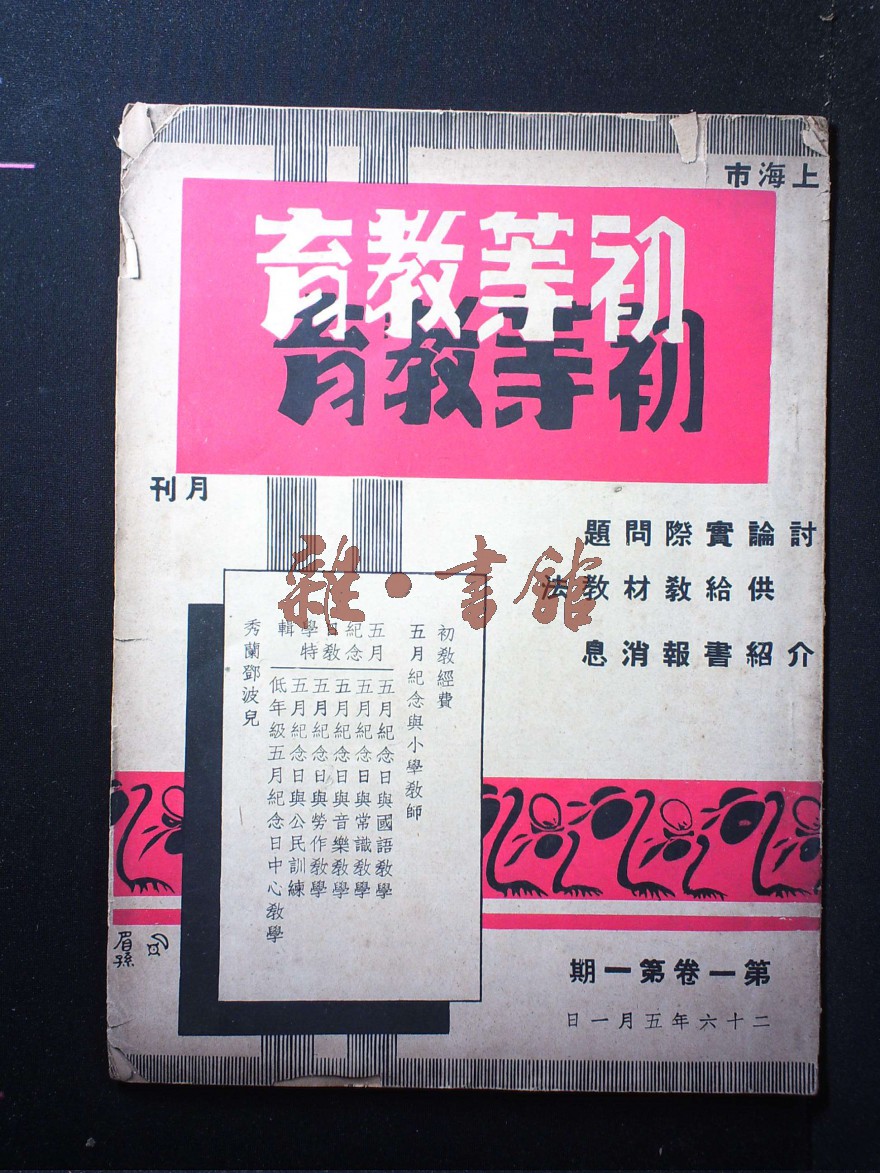 上海市
初等教育
初等教育
月刊
討論實際問題
供給教材教法
介紹書報消息
雜·書館
初教經費
五月紀念與小學教師
五月紀念日教學特輯
五月紀念日與國語教學
五月紀念日與常識教學
五月紀念日與音樂教學
五月紀念日與勞作教學
五月紀念日與公民訓練
低年級五月紀念日中心教學
秀蘭鄧波兒
眉孫
第一卷第一期
二十六年五月一日